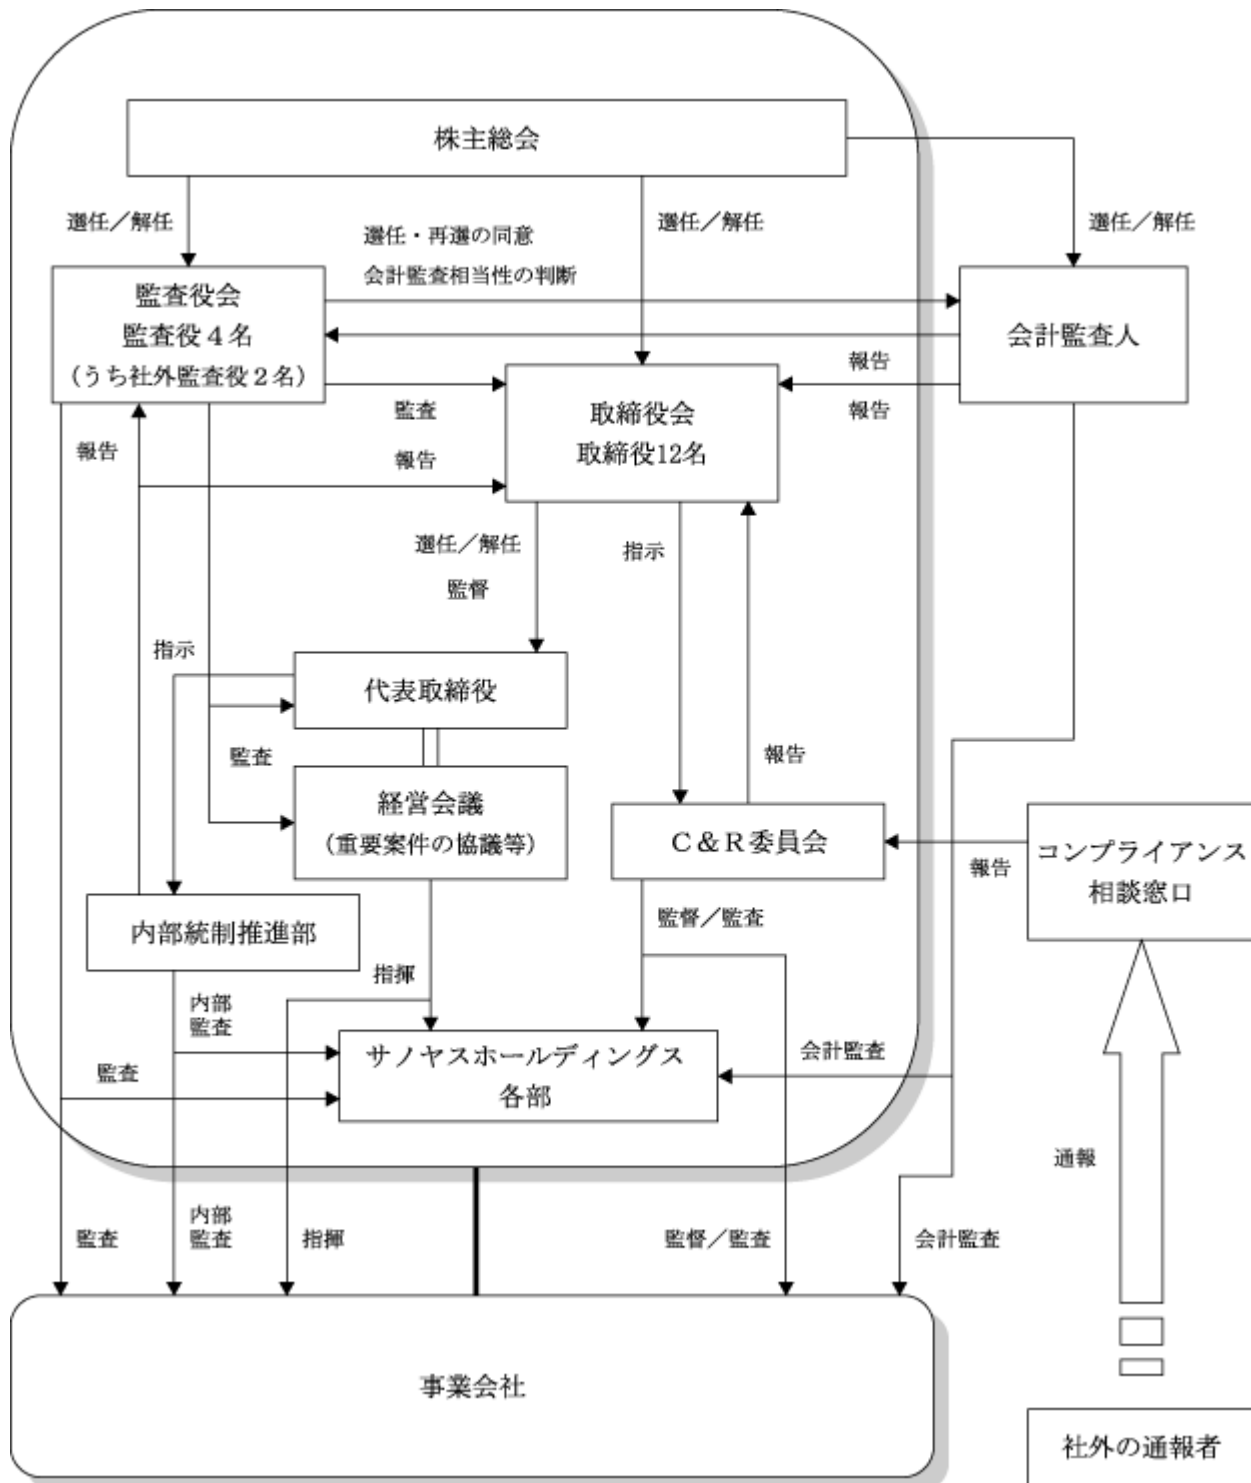 株主総会
選任／解任
選任・再選の同意
会計監査相当性の判断
選任／解任
選任／解任
監査役会
監査役４名
（うち社外監査役２名）
会計監査人
報告
監査
報告
取締役会
取締役12名
報告
報告
選任／解任
監督
指示
指示
代表取締役
監査
報告
経営会議
（重要案件の協議等）
Ｃ＆Ｒ委員会
報告
コンプライアンス
相談窓口
内部統制推進部
監督／監査
指揮
内部
監査
監査
サノヤスホールディングス
各部
会計監査
通報
監査
内部
監査
指揮
監督／監査
会計監査
事業会社
社外の通報者